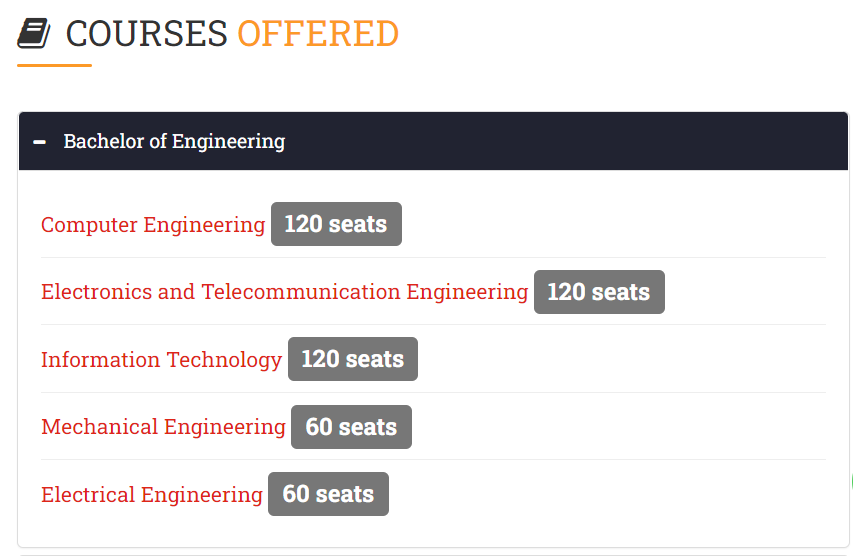 COURSES OFFERED
Bachelor of Engineering
Computer Engineering 120 seats
Electronics and Telecommunication Engineering 120 seats
Information Technology 120 seats
Mechanical Engineering 60 seats
Electrical Engineering 60 seats